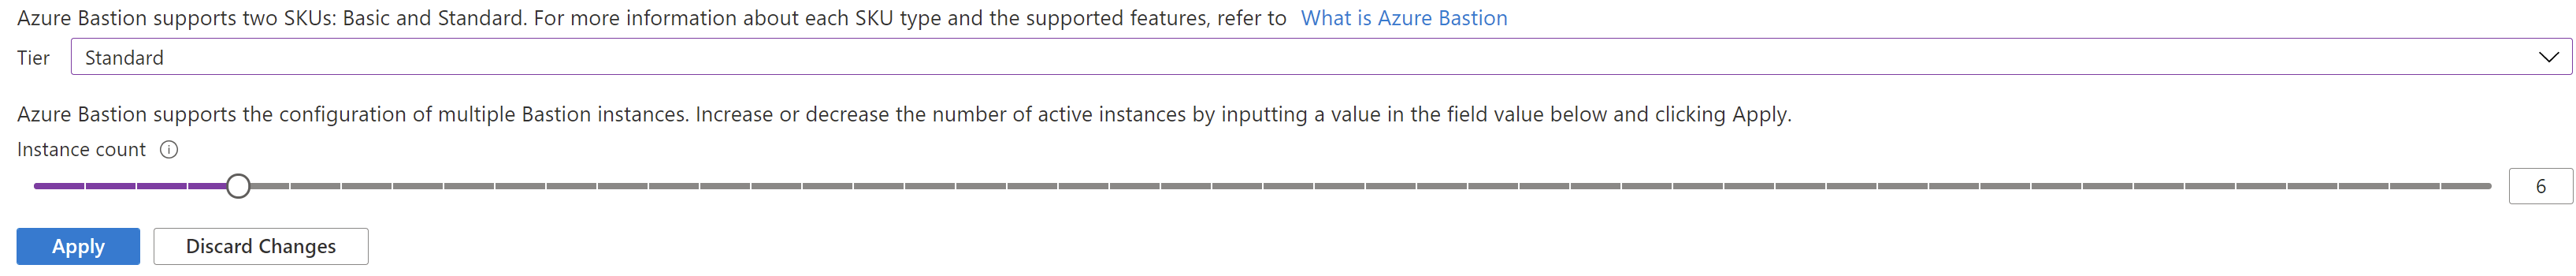 Azure Bastion supports two SKUs: Basic and Standard. For more information about each SKU type and the supported features, refer to What is Azure Bastion
Tier Standard
Azure Bastion supports the configuration of multiple Bastion instances. Increase or decrease the number of active instances by inputting a value in the field value below and clicking Apply.
Instance count
6
Apply Discard Changes